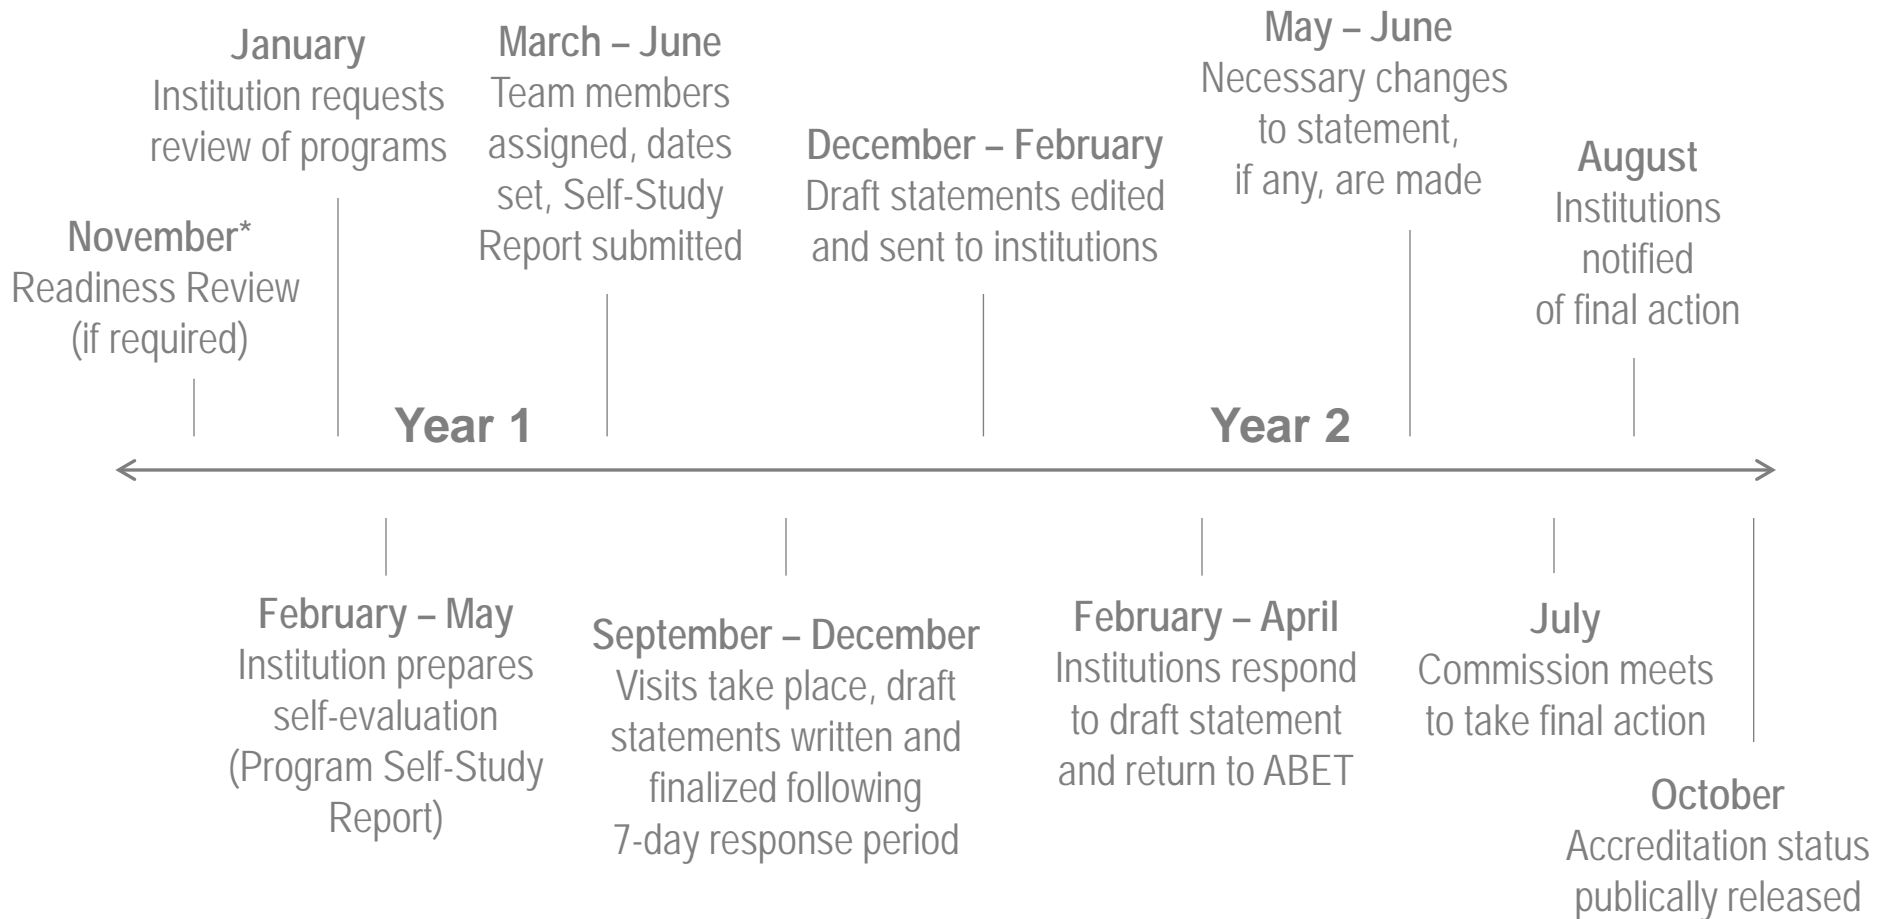 January
Institution requests
review of programs
March – June
Team members
assigned, dates
set, Self-Study
Report submitted
May – June
Necessary changes
to statement,
if any, are made
December – February
Draft statements edited
and sent to institutions
August
Institutions
notified
of final action
November*
Readiness Review
(if required)
Year 1
Year 2
February – May
Institution prepares
self-evaluation
(Program Self-Study
Report)
September – December
Visits take place, draft
statements written and
finalized following
7-day response period
February – April
Institutions respond
to draft statement
and return to ABET
July
Commission meets
to take final action
October
Accreditation status
publically released